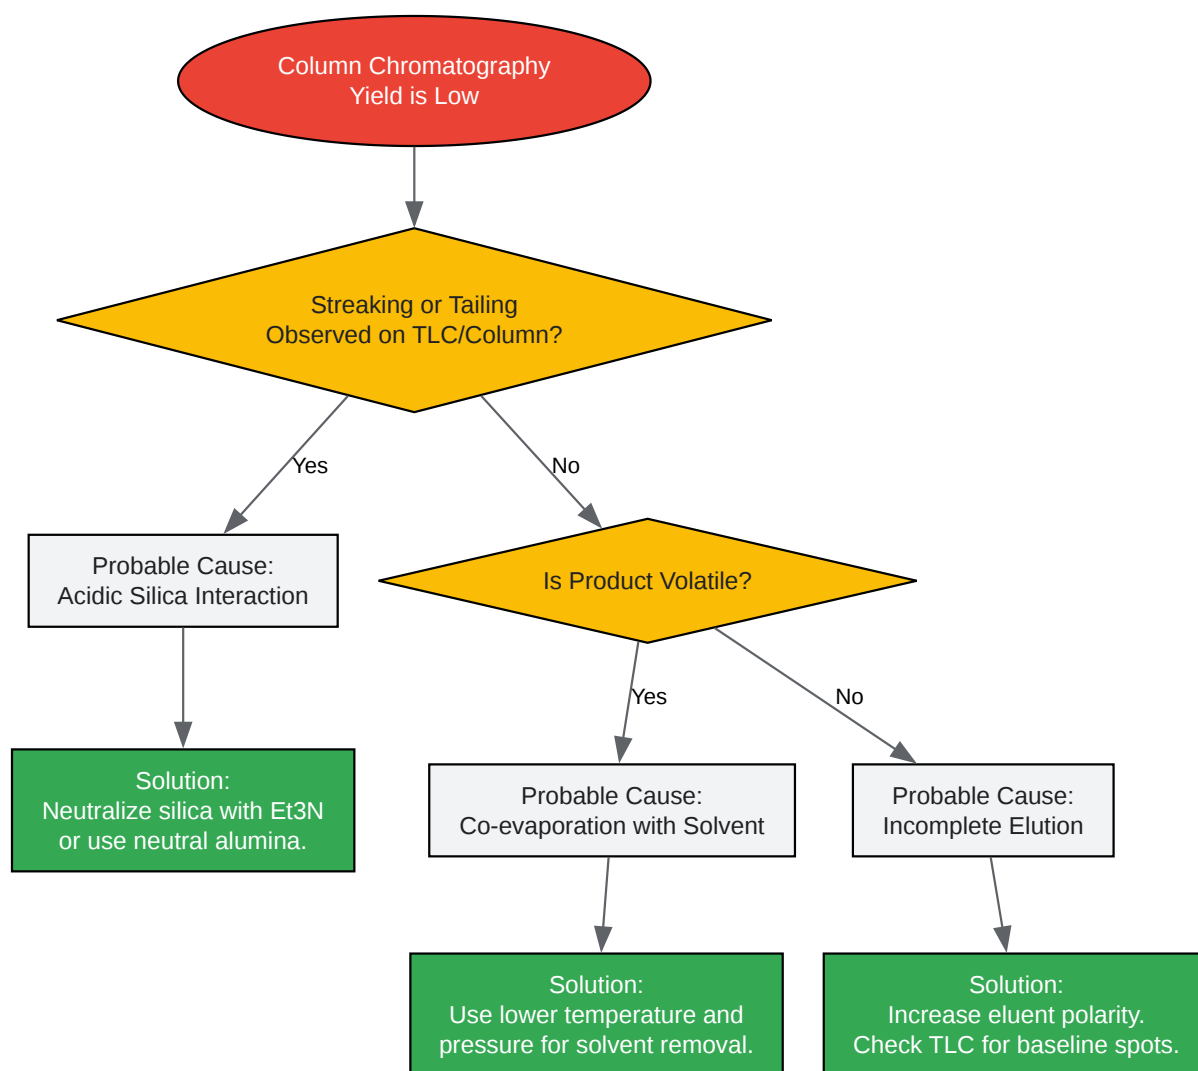 Column Chromatography
Yield is Low
Streaking or Tailing
Observed on TLC/Column?
Yes
No
Probable Cause:
Acidic Silica Interaction
Is Product Volatile?
Yes
No
Solution:
Neutralize silica with Et3N
or use neutral alumina.
Probable Cause:
Co-evaporation with Solvent
Probable Cause:
Incomplete Elution
Solution:
Use lower temperature and
pressure for solvent removal.
Solution:
Increase eluent polarity.
Check TLC for baseline spots.